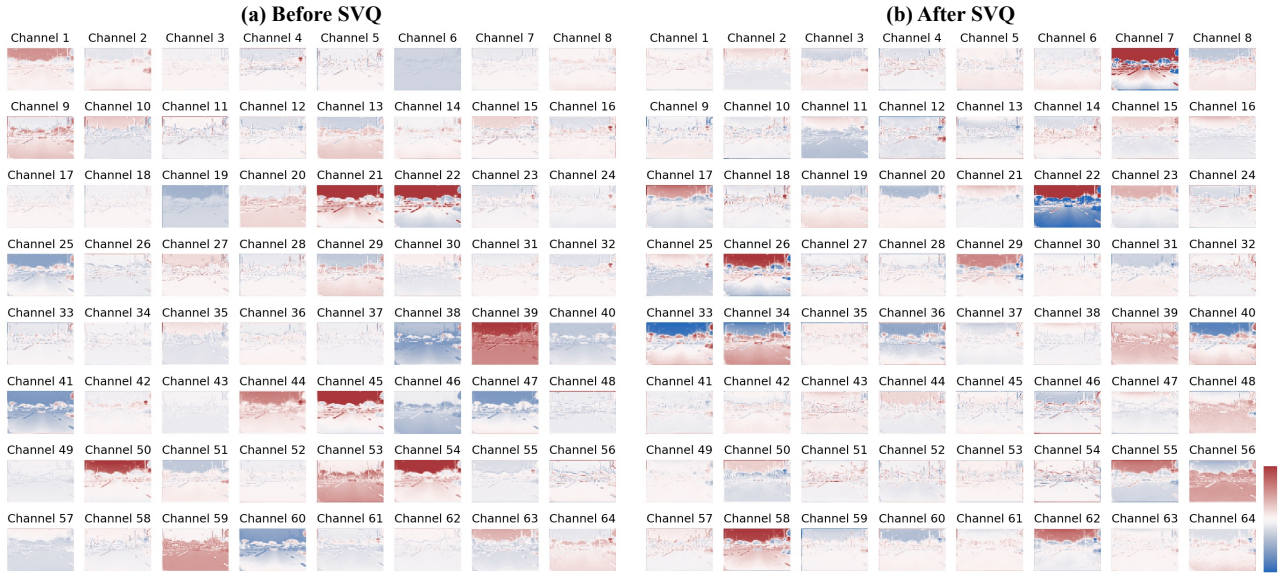 (a) Before SVQ
(b) After SVQ
Channel 1 Channel 2 Channel 3 Channel 4 Channel 5 Channel 6 Channel 7 Channel 8 Channel 1 Channel 2 Channel 3 Channel 4 Channel 5 Channel 6 Channel 7 Channel 8
Channel 9 Channel 10 Channel 11 Channel 12 Channel 13 Channel 14 Channel 15 Channel 16 Channel 9 Channel 10 Channel 11 Channel 12 Channel 13 Channel 14 Channel 15 Channel 16
Channel 17 Channel 18 Channel 19 Channel 20 Channel 21 Channel 22 Channel 23 Channel 24 Channel 17 Channel 18 Channel 19 Channel 20 Channel 21 Channel 22 Channel 23 Channel 24
Channel 25 Channel 26 Channel 27 Channel 28 Channel 29 Channel 30 Channel 31 Channel 32 Channel 25 Channel 26 Channel 27 Channel 28 Channel 29 Channel 30 Channel 31 Channel 32
Channel 33 Channel 34 Channel 35 Channel 36 Channel 37 Channel 38 Channel 39 Channel 40 Channel 33 Channel 34 Channel 35 Channel 36 Channel 37 Channel 38 Channel 39 Channel 40
Channel 41 Channel 42 Channel 43 Channel 44 Channel 45 Channel 46 Channel 47 Channel 48 Channel 41 Channel 42 Channel 43 Channel 44 Channel 45 Channel 46 Channel 47 Channel 48
Channel 49 Channel 50 Channel 51 Channel 52 Channel 53 Channel 54 Channel 55 Channel 56 Channel 49 Channel 50 Channel 51 Channel 52 Channel 53 Channel 54 Channel 55 Channel 56
Channel 57 Channel 58 Channel 59 Channel 60 Channel 61 Channel 62 Channel 63 Channel 64 Channel 57 Channel 58 Channel 59 Channel 60 Channel 61 Channel 62 Channel 63 Channel 64